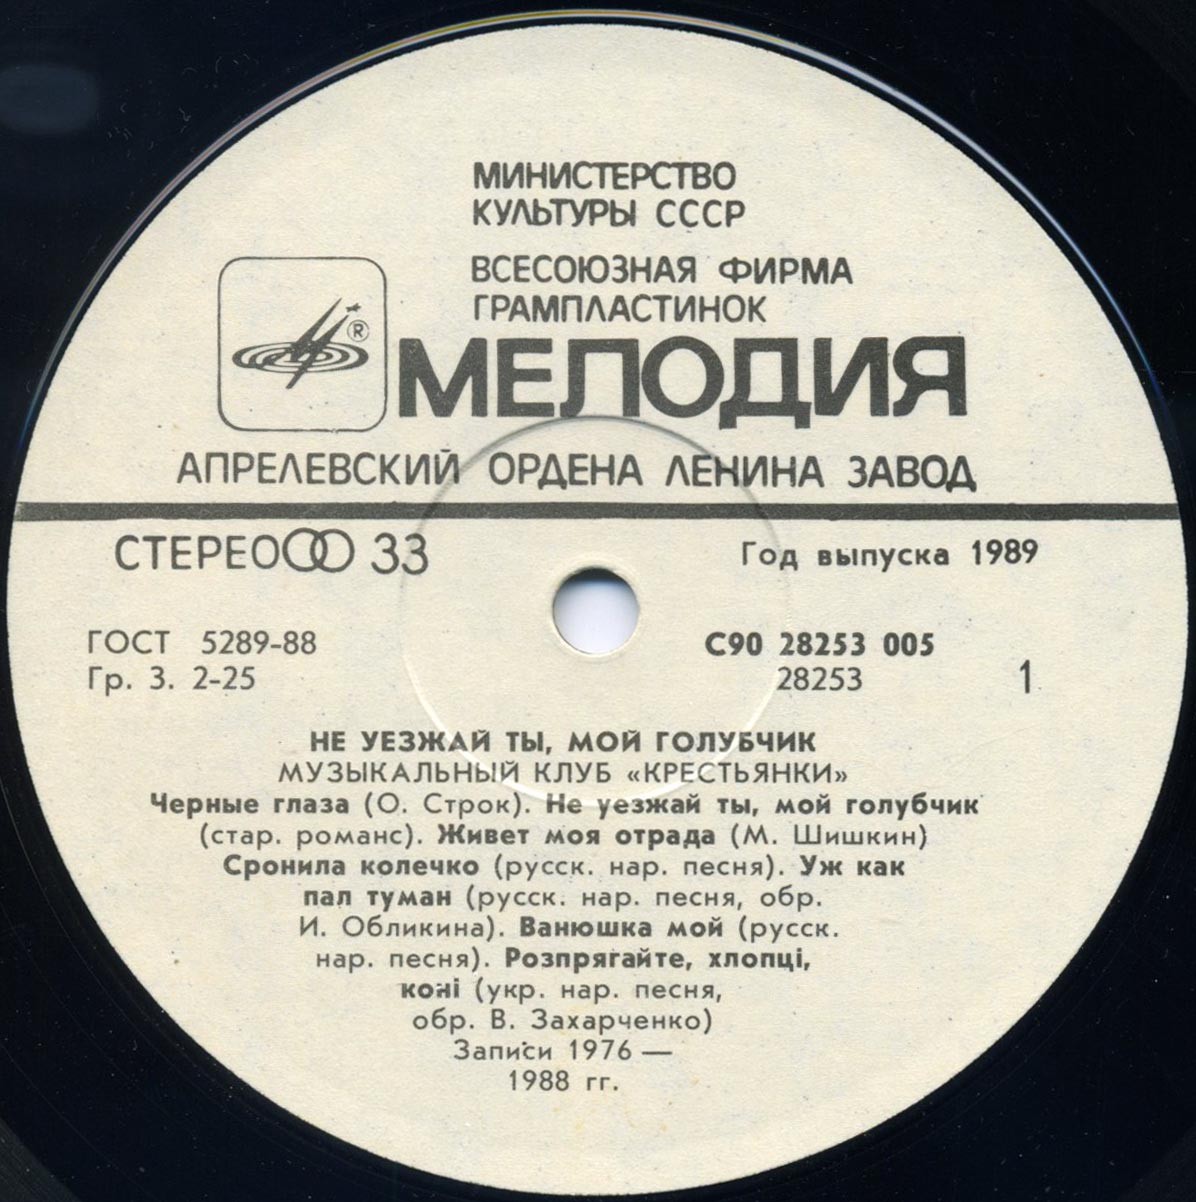 МИНИСТЕРСТВО
КУЛЬТУРЫ СССР
ВСЕСОЮЗНАЯ ФИРМА
ГРАМПЛАСТИНОК
®
МЕЛОДИЯ
АПРЕЛЕВСКИЙ ОРДЕНА ЛЕНИНА ЗАВОД
СТЕРЕО 33
Год выпуска 1989
ГОСТ 5289-88
С90 28253 005
Гр. 3. 2-25
28253 1
НЕ УЕЗЖАЙ ТЫ, МОЙ ГОЛУБЧИК
МУЗЫКАЛЬНЫЙ КЛУБ «КРЕСТЬЯНКИ»
Черные глаза (О. Строк). Не уезжай ты, мой голубчик
(стар. романс). Живет моя отрада (М. Шишкин)
Сронила колечко (русск. нар. песня). Уж как
пал туман (русск. нар. песня, обр.
И. Обликина). Ванюшка мой (русск.
нар. песня). Розпрягайте, хлопці,
коні (укр. нар. песня,
обр. В. Захарченко)
Записи 1976 —
1988 гг.